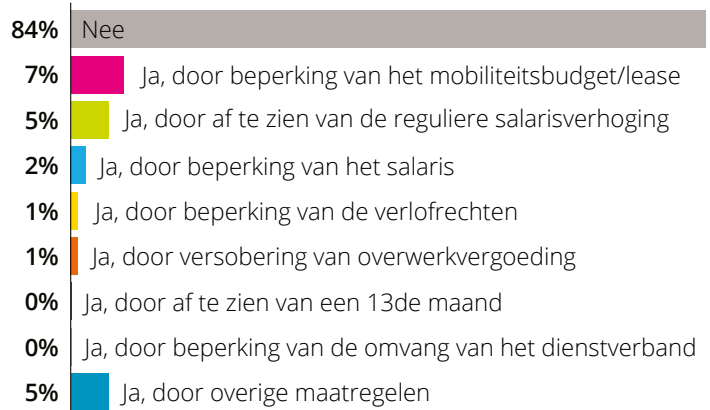 84% Nee
7% Ja, door beperking van het mobiliteitsbudget/lease
5% Ja, door af te zien van de reguliere salarisverhoging
2% Ja, door beperking van het salaris
1% Ja, door beperking van de verlofrechten
1% Ja, door versobering van overwerkvergoeding
0% Ja, door af te zien van een 13de maand
0% Ja, door beperking van de omvang van het dienstverband
5% Ja, door overige maatregelen